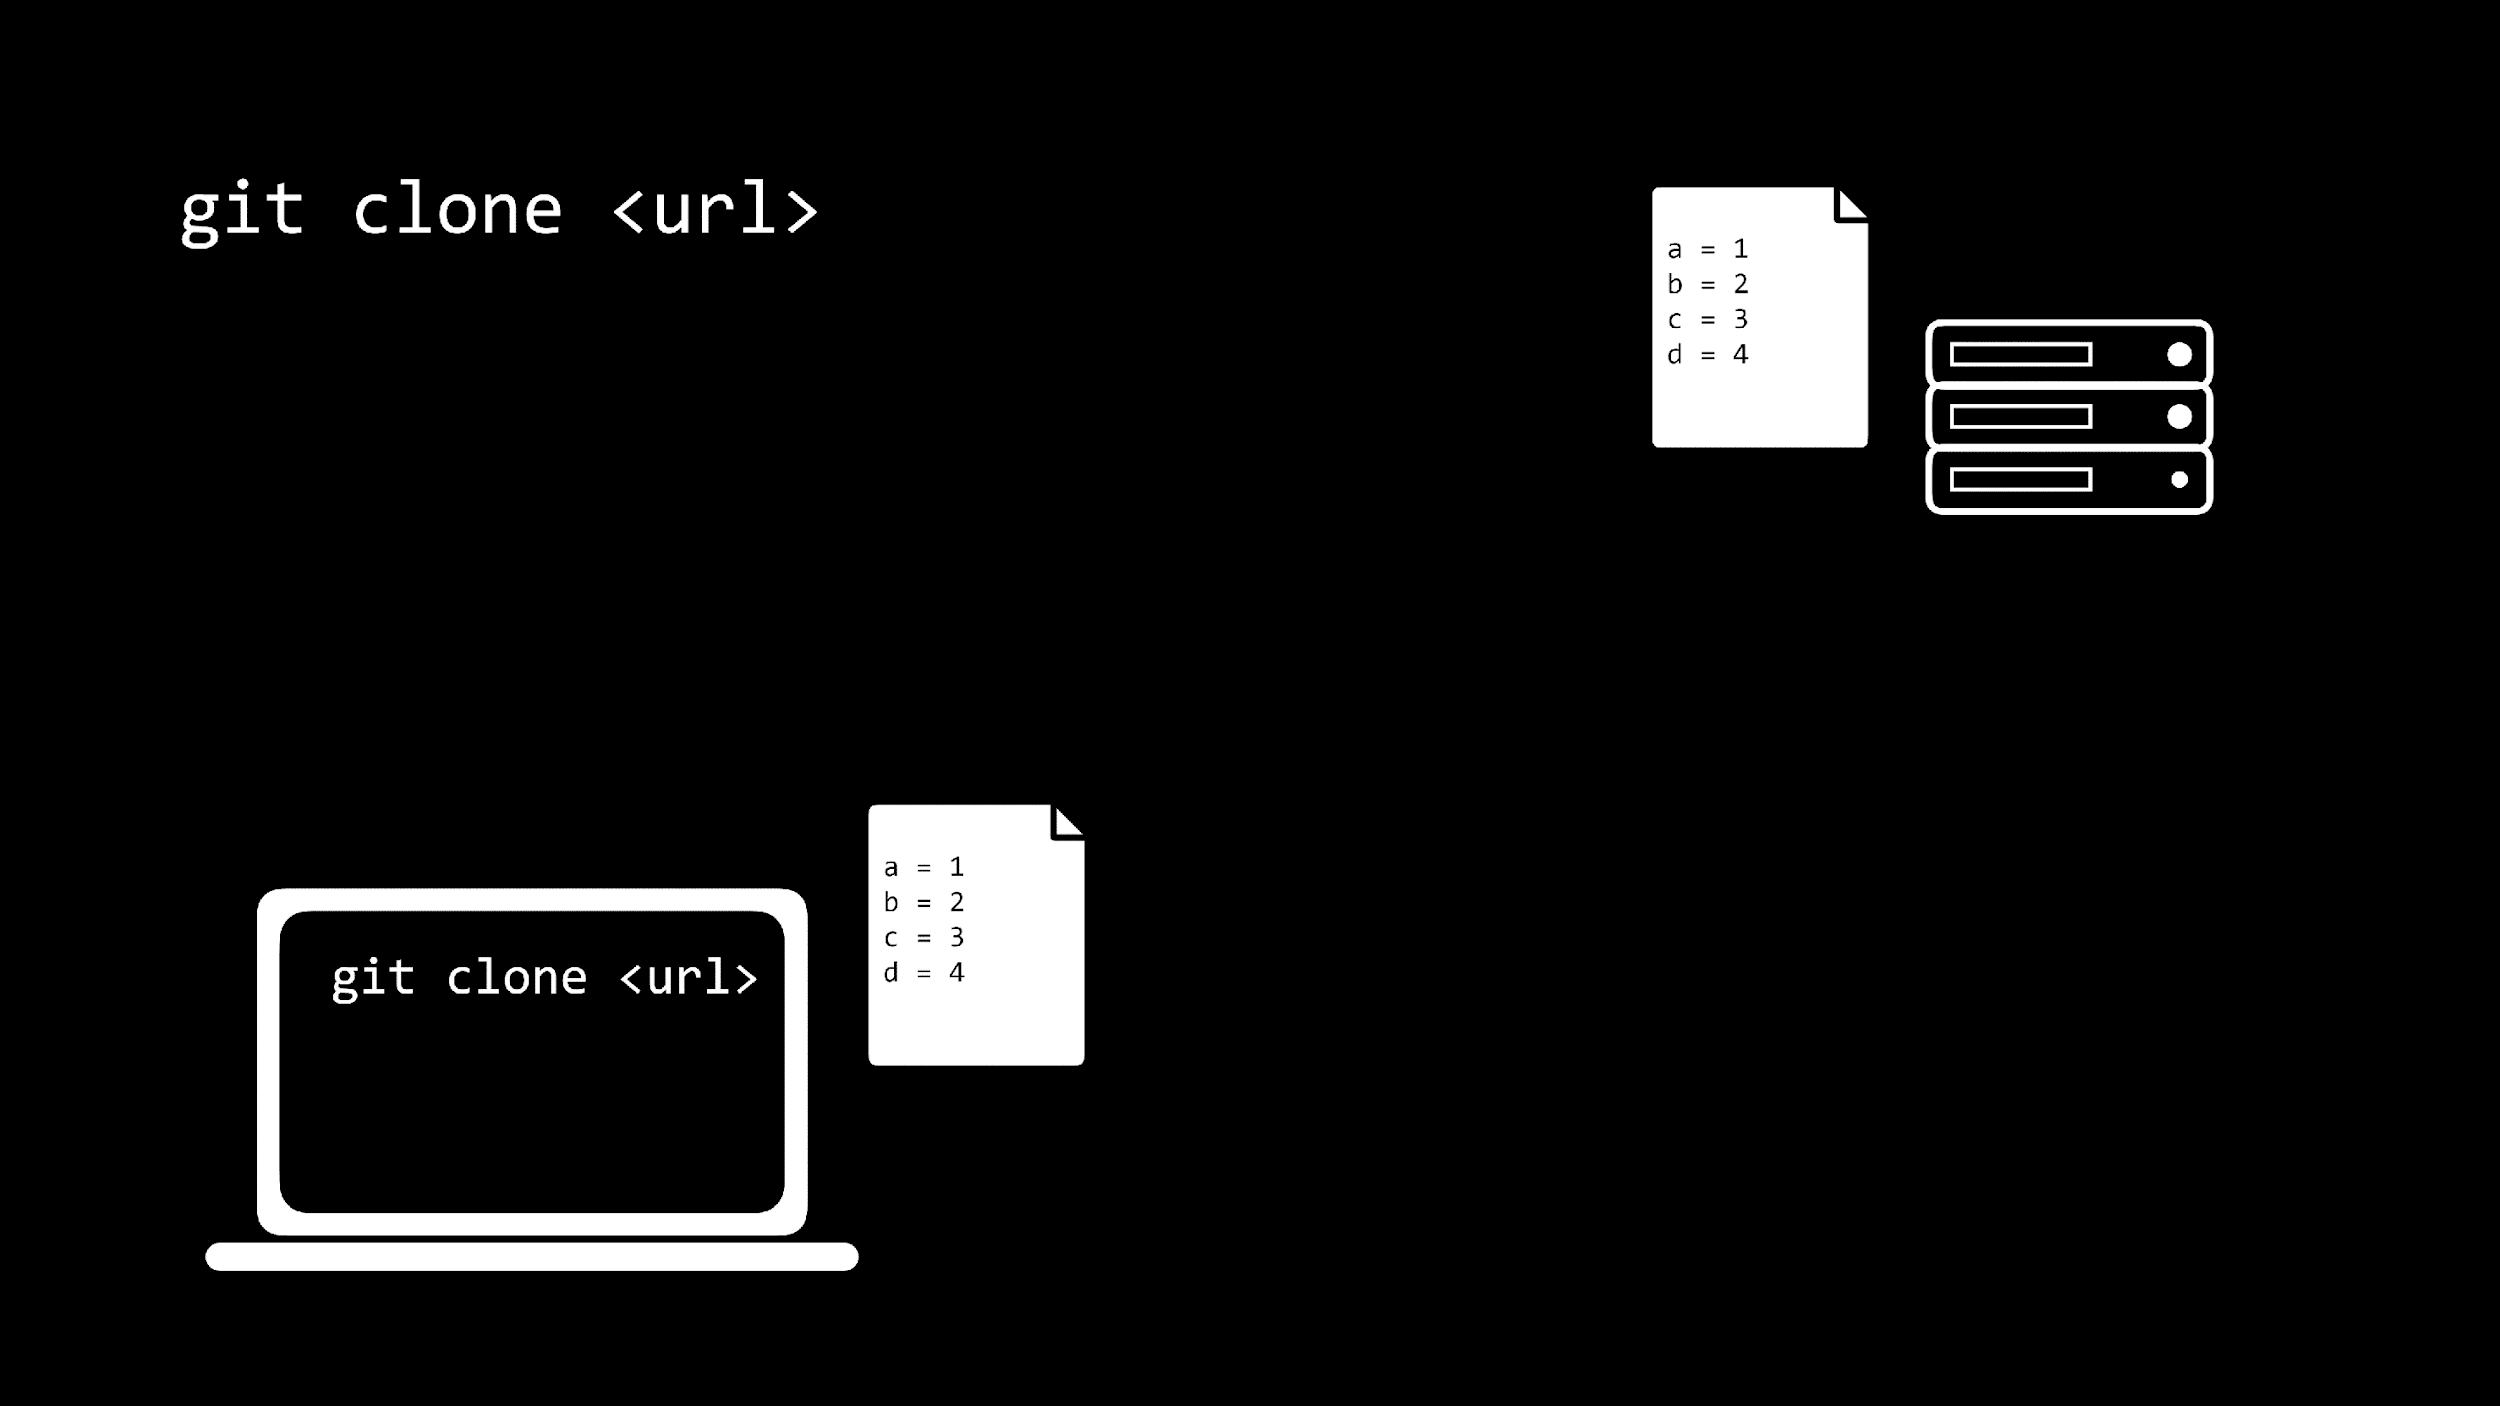 git clone <url>
a = 1
b = 2
c = 3
d = 4
git clone <url>
a = 1
b = 2
c = 3
d = 4